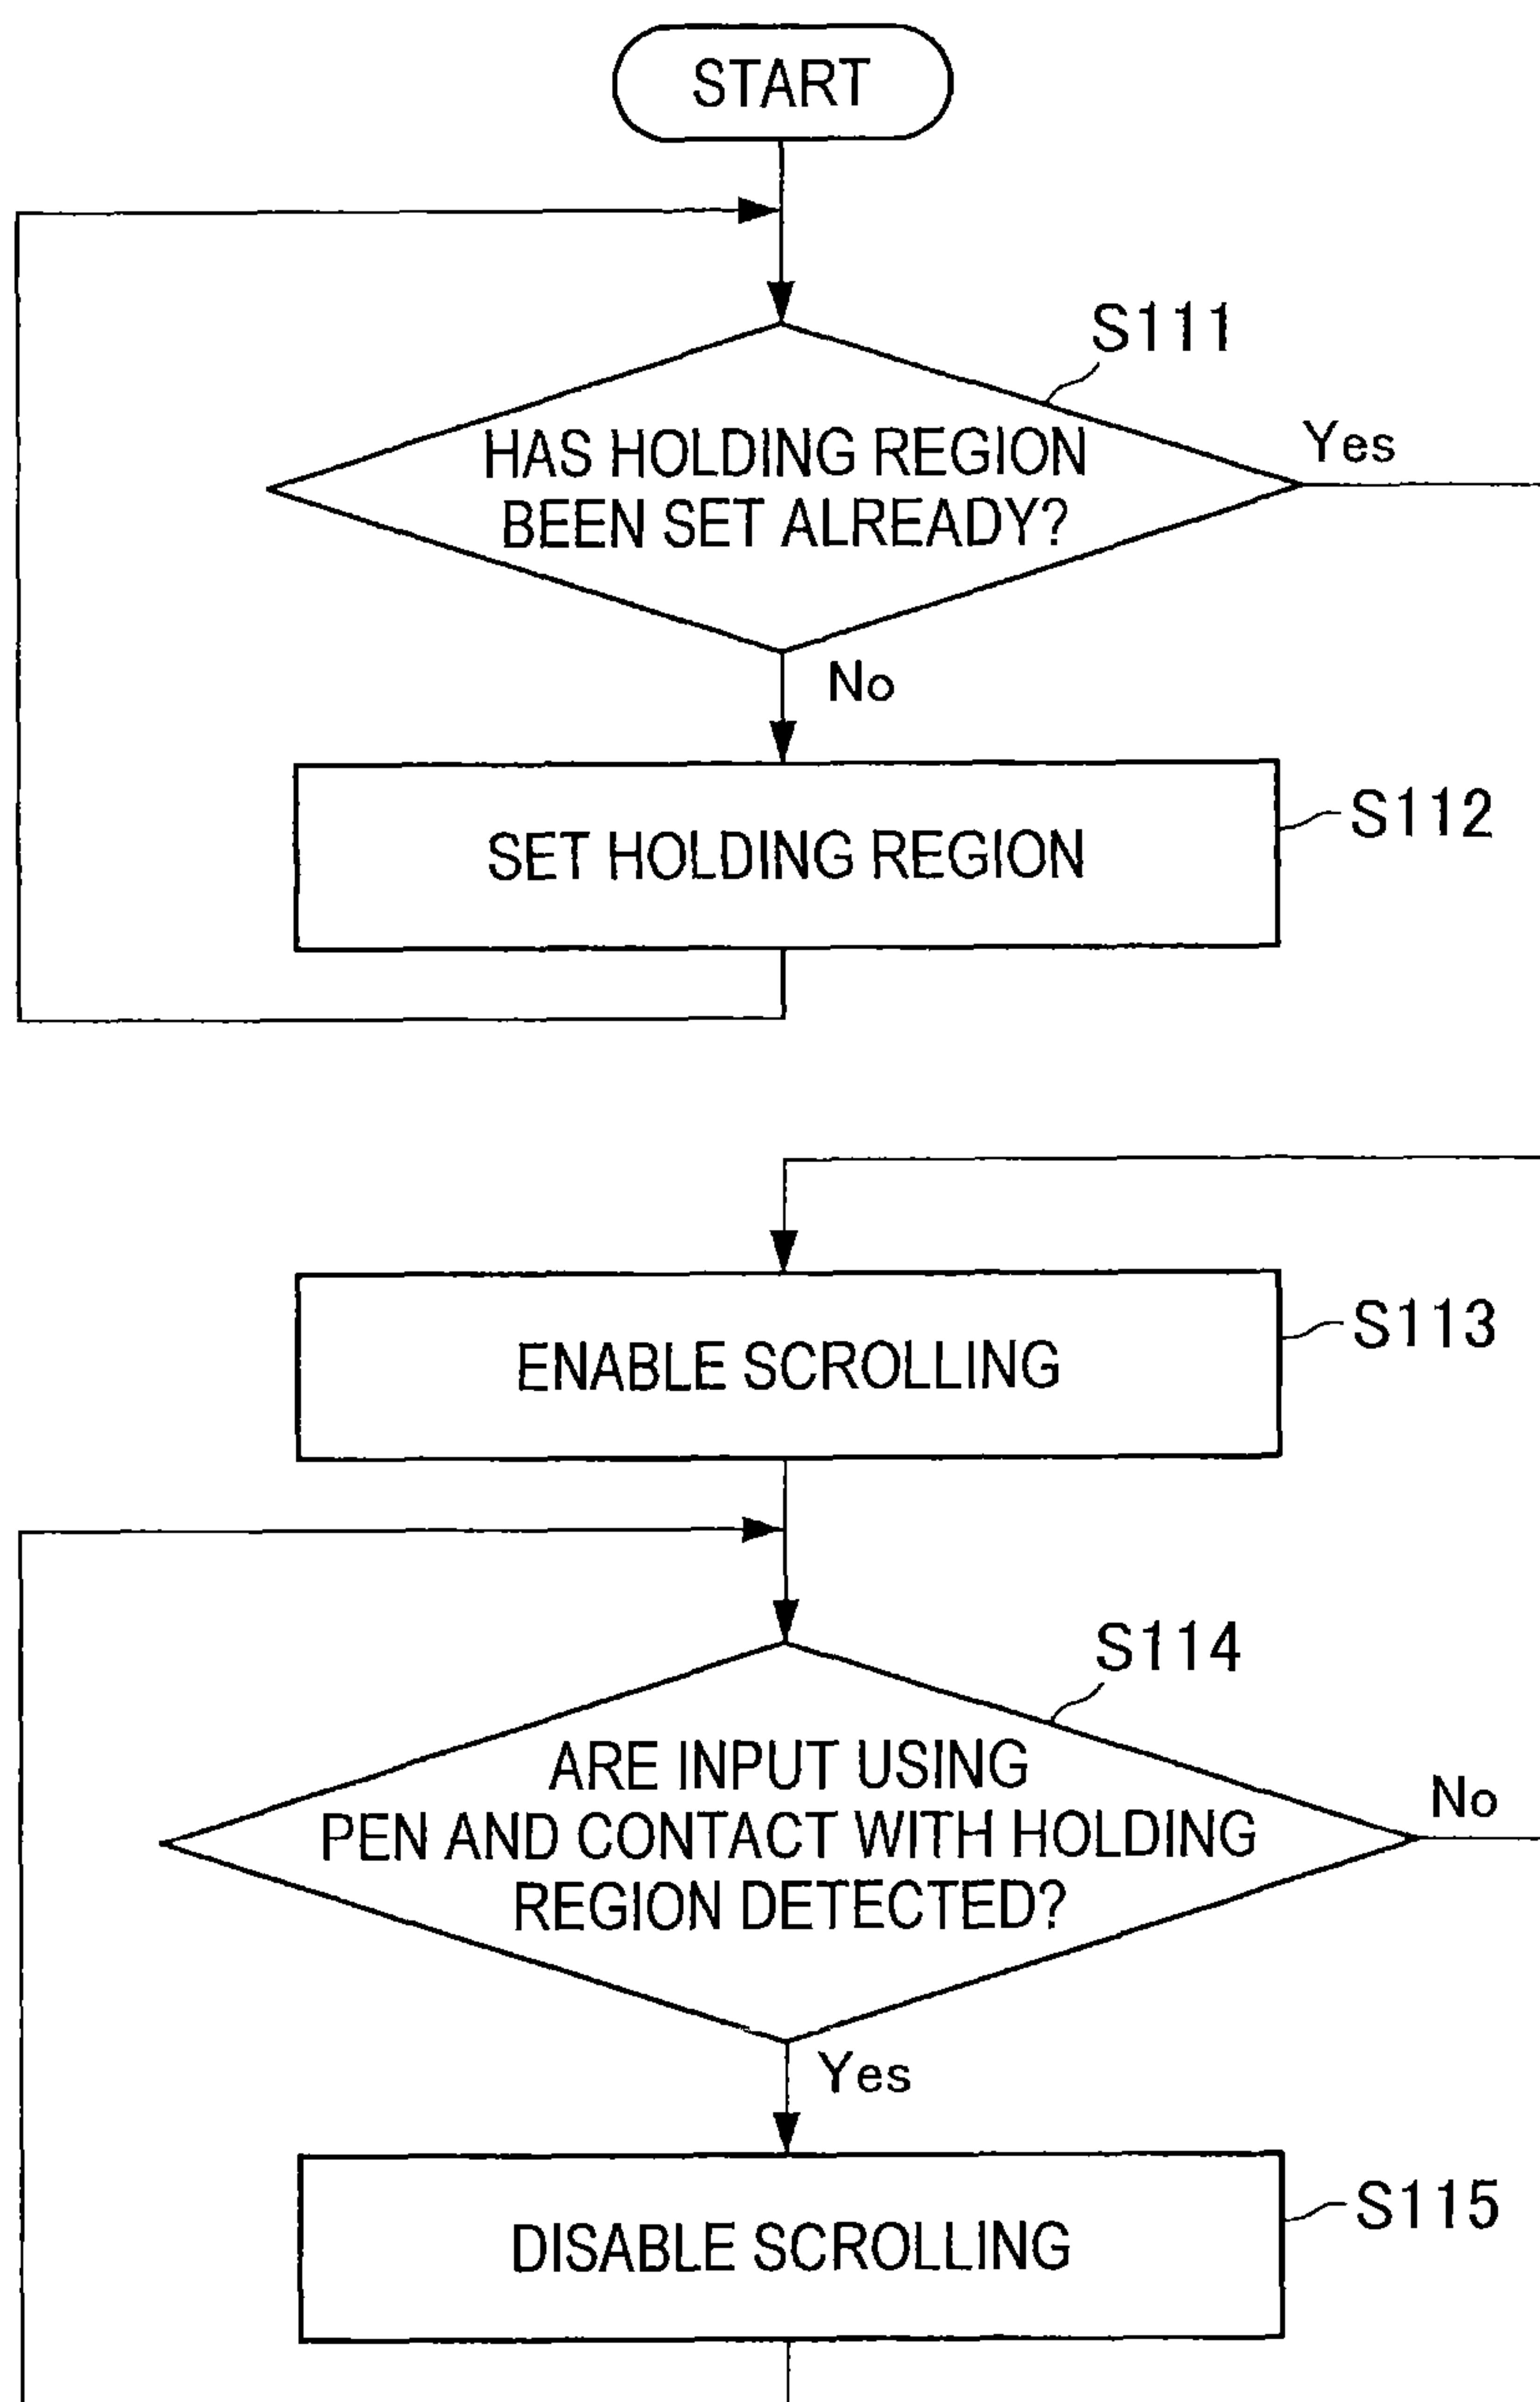 START
S111
HAS HOLDING REGION
BEEN SET ALREADY?
Yes
No
SET HOLDING REGION
S112
ENABLE SCROLLING
S113
S114
ARE INPUT USING
PEN AND CONTACT WITH HOLDING
REGION DETECTED?
No
Yes
DISABLE SCROLLING
S115